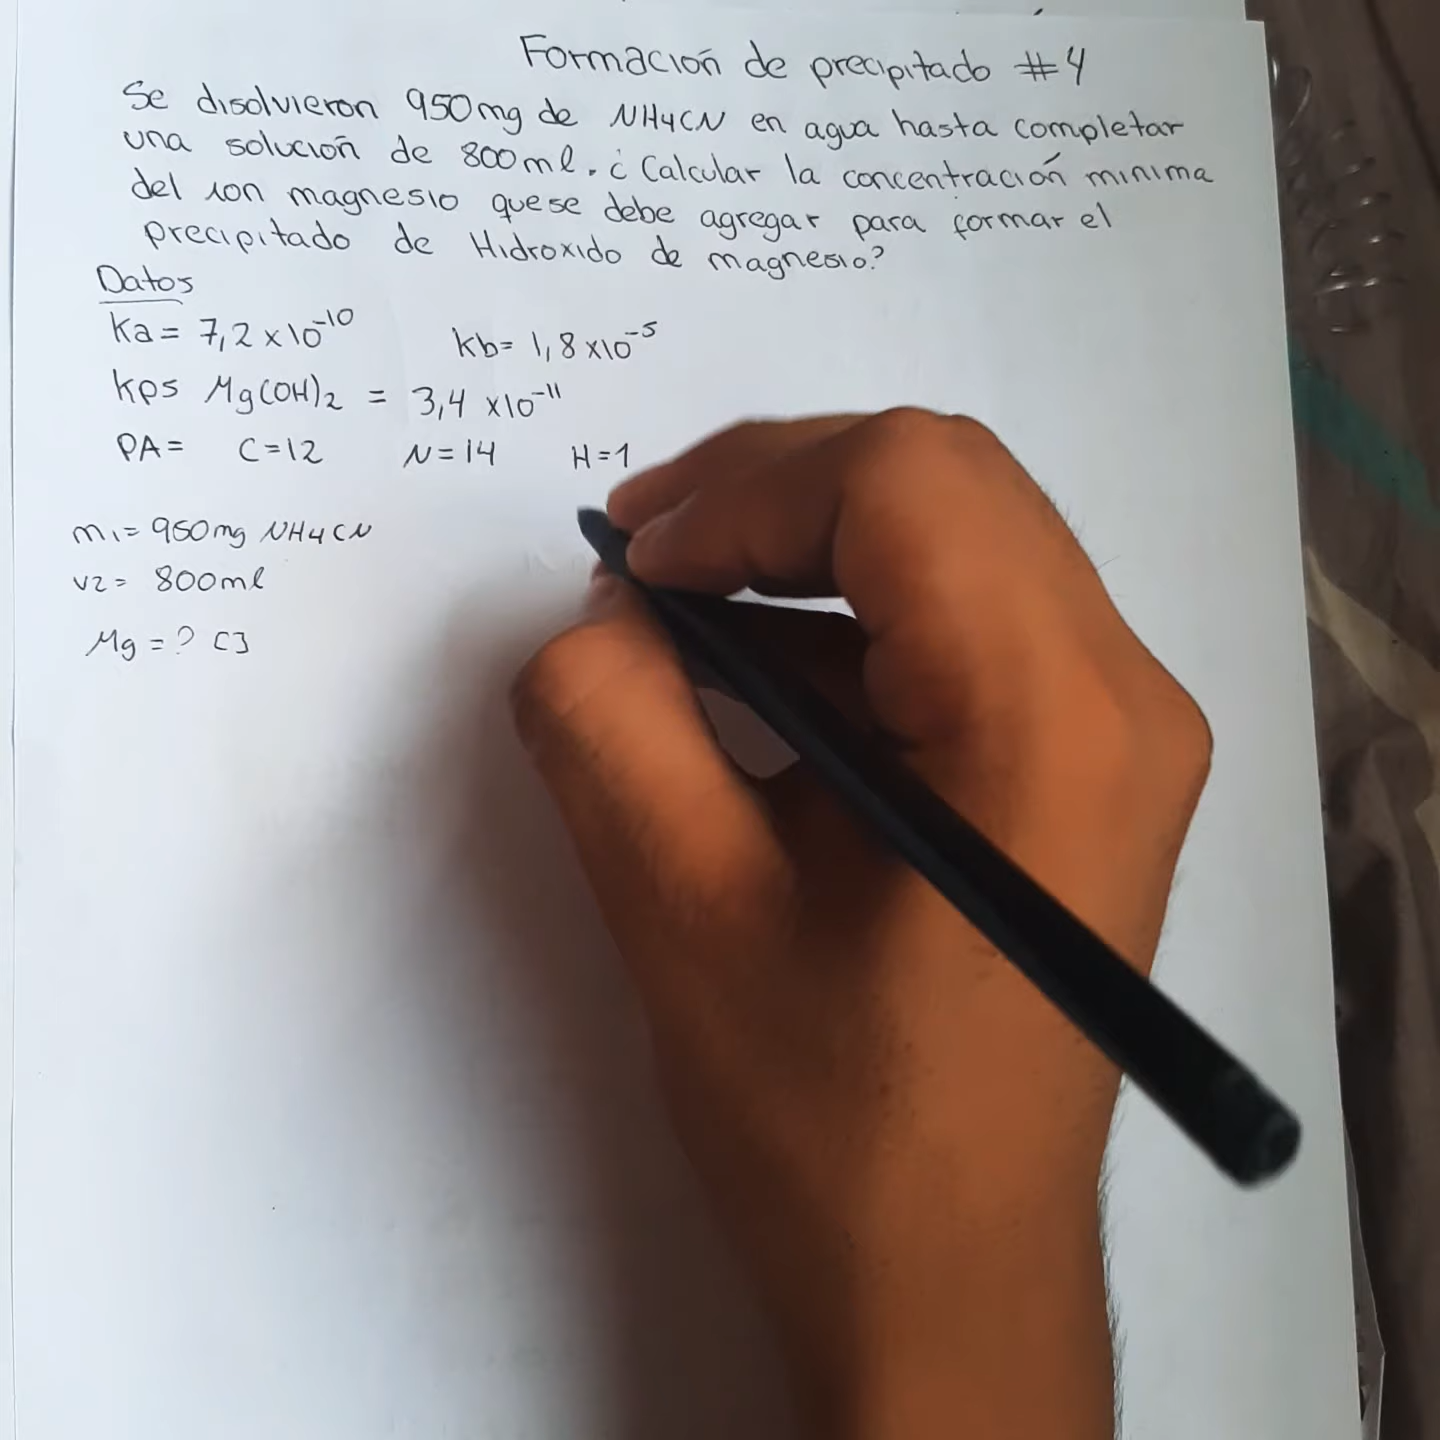 Formación de precipitado #4
Se disolvieron 950mg de NH4CN en agua hasta completar
una solución de 800ml. ¿Calcular la concentración minima
del ion magnesio que se debe agregar para formar el
precipitado de Hidroxido de magnesio?
Datos
Ka = 7,2 x 10⁻¹⁰ kb = 1,8 x10⁻⁵
kps Mg(OH)2 = 3,4 x10⁻¹¹
PA = C=12 N=14 H=1
m1 = 950mg NH4CN
v2 = 800ml
Mg = ? []